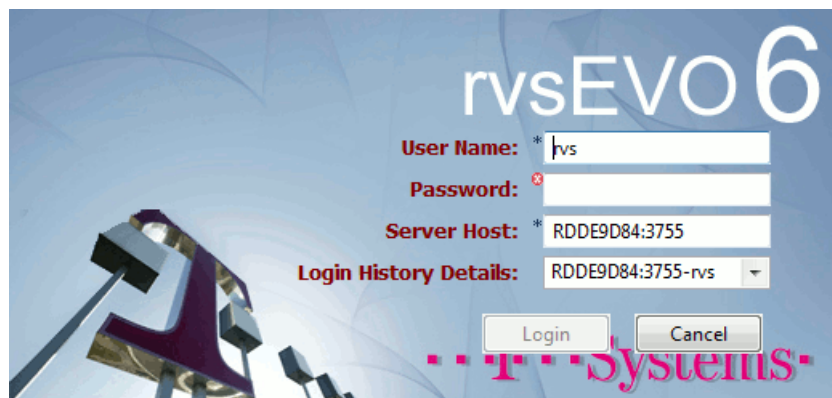 rvsEVO 6
User Name: * rvs
Password:
Server Host: * RDDE9D84:3755
Login History Details: RDDE9D84:3755-rvs
Login Cancel
· · T · · Systems ·